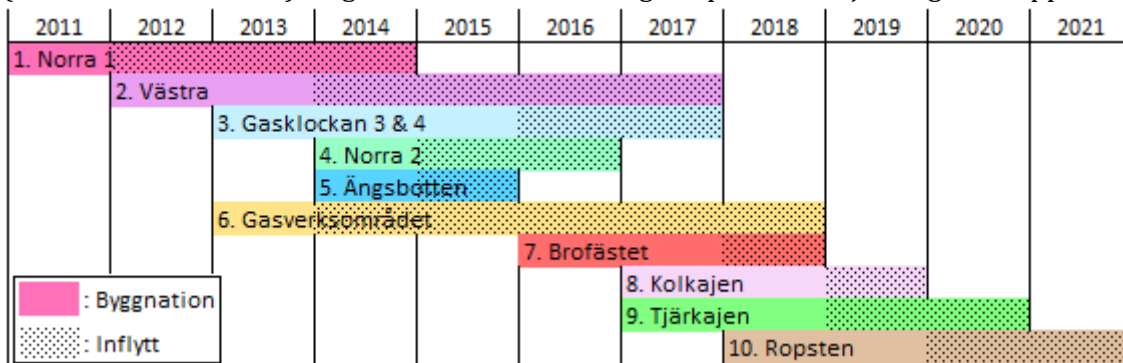 2011 2012 2013 2014 2015 2016 2017 2018 2019 2020 2021
1. Norra 1
2. Västra
3. Gasklockan 3 & 4
4. Norra 2
5. Ängsbotten
6. Gasverksområdet
7. Brofästet
8. Kolkajen
9. Tjärkajen
10. Ropsten
: Byggnation
: Inflytt